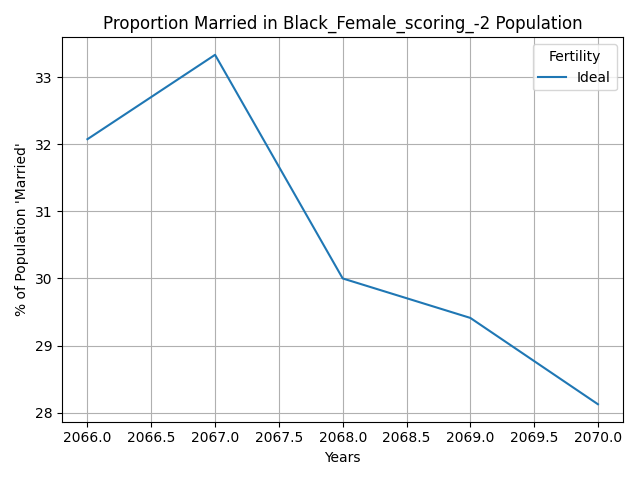 Proportion Married in Black_Female_scoring_-2 Population
Fertility
Ideal
% of Population 'Married'
33
32
31
30
29
28
2066.0 2066.5 2067.0 2067.5 2068.0 2068.5 2069.0 2069.5 2070.0
Years